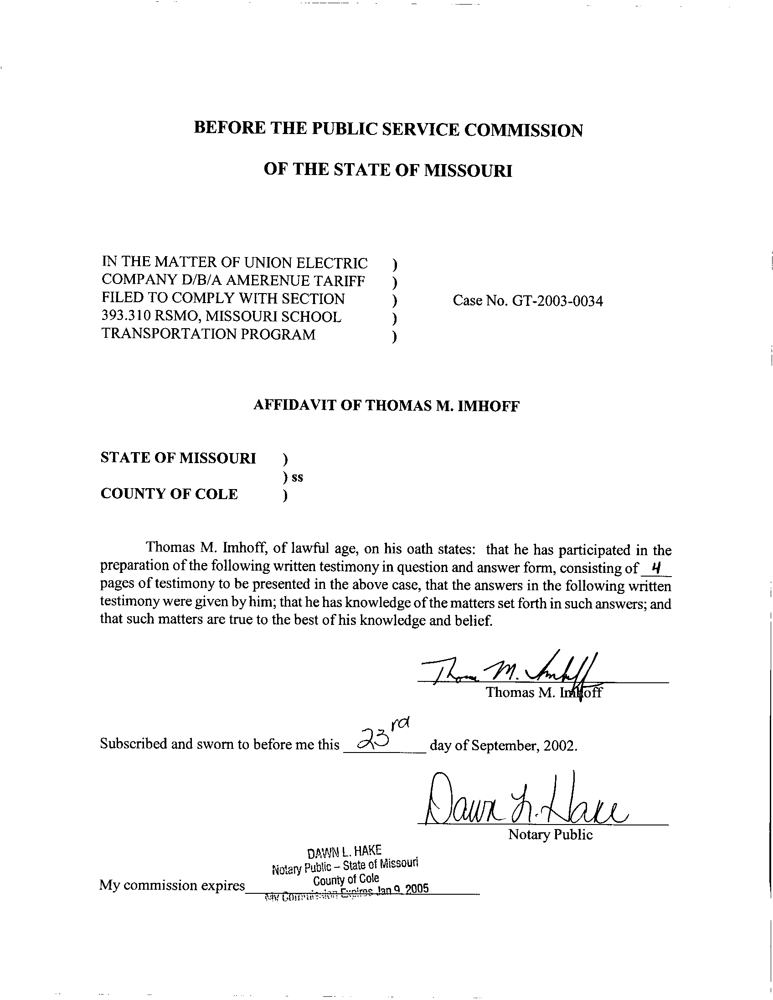 BEFORE THE PUBLIC SERVICE COMMISSION
OF THE STATE OF MISSOURI
IN THE MATTER OF UNION ELECTRIC )
COMPANY D/B/A AMERENUE TARIFF )
FILED TO COMPLY WITH SECTION ) Case No. GT-2003-0034
393.310 RSMO, MISSOURI SCHOOL )
TRANSPORTATION PROGRAM )
AFFIDAVIT OF THOMAS M. IMHOFF
STATE OF MISSOURI )
) ss
COUNTY OF COLE )
Thomas M. Imhoff, of lawful age, on his oath states: that he has participated in the
preparation of the following written testimony in question and answer form, consisting of 4
pages of testimony to be presented in the above case, that the answers in the following written
testimony were given by him; that he has knowledge of the matters set forth in such answers; and
that such matters are true to the best of his knowledge and belief.
Thom M. Imhoff
Thomas M. Imhoff
Subscribed and sworn to before me this 23rd day of September, 2002.
Dawn L. Hake
Notary Public
DAWN L. HAKE
Notary Public – State of Missouri
County of Cole
My commission expires
My Commission Expires Jan 9, 2005